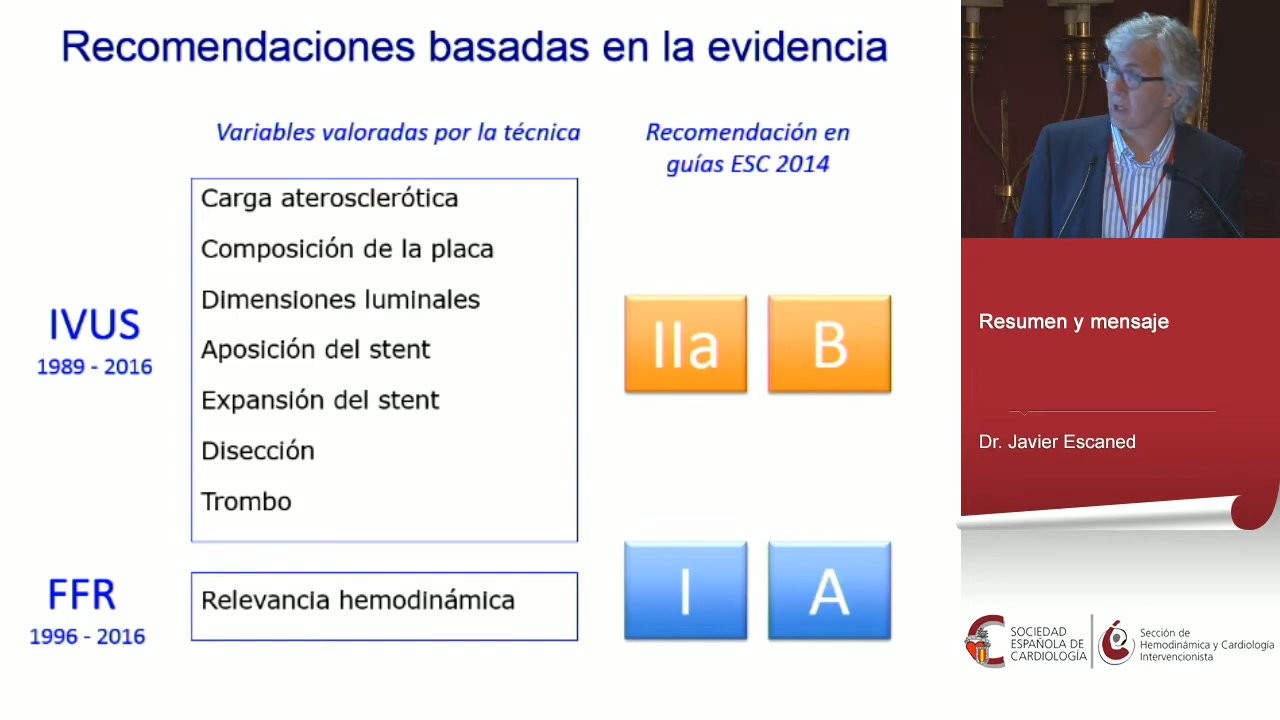 Recomendaciones basadas en la evidencia
Variables valoradas por la técnica
Recomendación en
guías ESC 2014
IVUS
1989 - 2016
Carga aterosclerótica
Composición de la placa
Dimensiones luminales
Aposición del stent
Expansión del stent
Disección
Trombo
IIa
B
FFR
1996 - 2016
Relevancia hemodinámica
I
A
Resumen y mensaje
Dr. Javier Escaned
SOCIEDAD
ESPAÑOLA DE
CARDIOLOGÍA
Sección de
Hemodinámica y Cardiología
Intervencionista